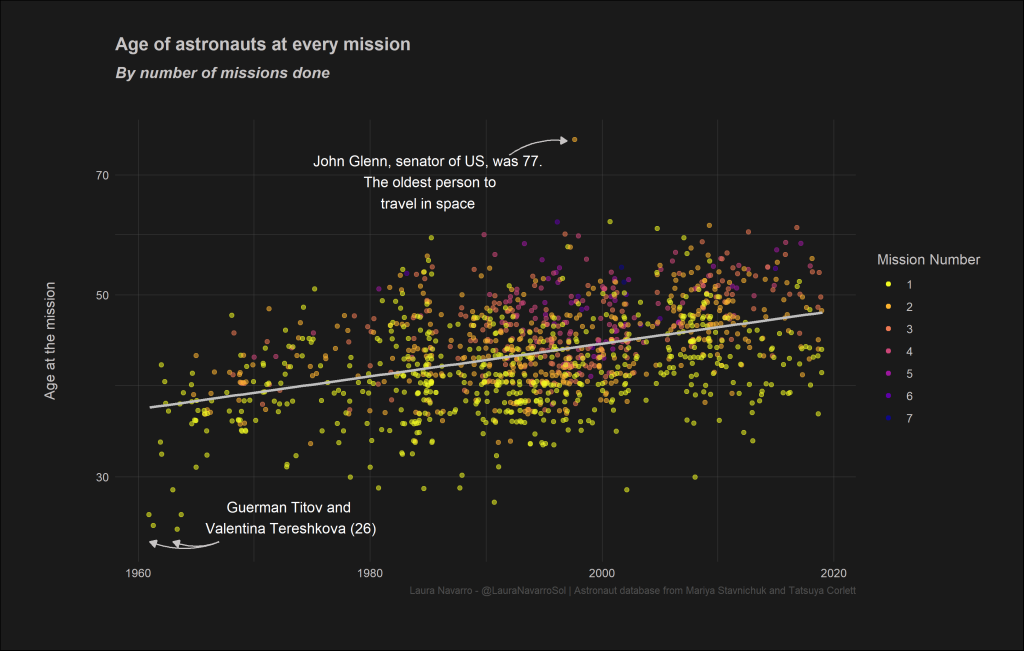 Age of astronauts at every mission
By number of missions done
John Glenn, senator of US, was 77.
The oldest person to
travel in space
70
50
30
Age at the mission
Guerman Titov and
Valentina Tereshkova (26)
1960
1980
2000
2020
Mission Number
1
2
3
4
5
6
7
Laura Navarro - @LauraNavarroSol | Astronaut database from Mariya Stavnichuk and Tatsuya Corlett